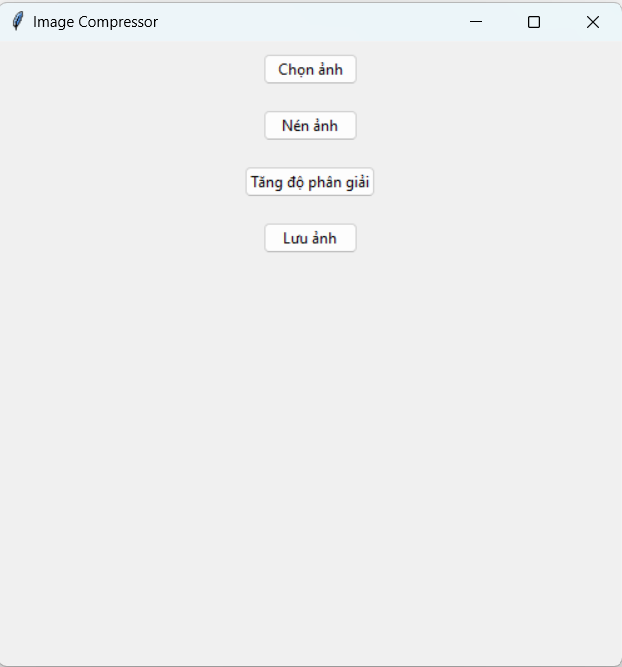 Image Compressor
Chọn ảnh
Nén ảnh
Tăng độ phân giải
Lưu ảnh